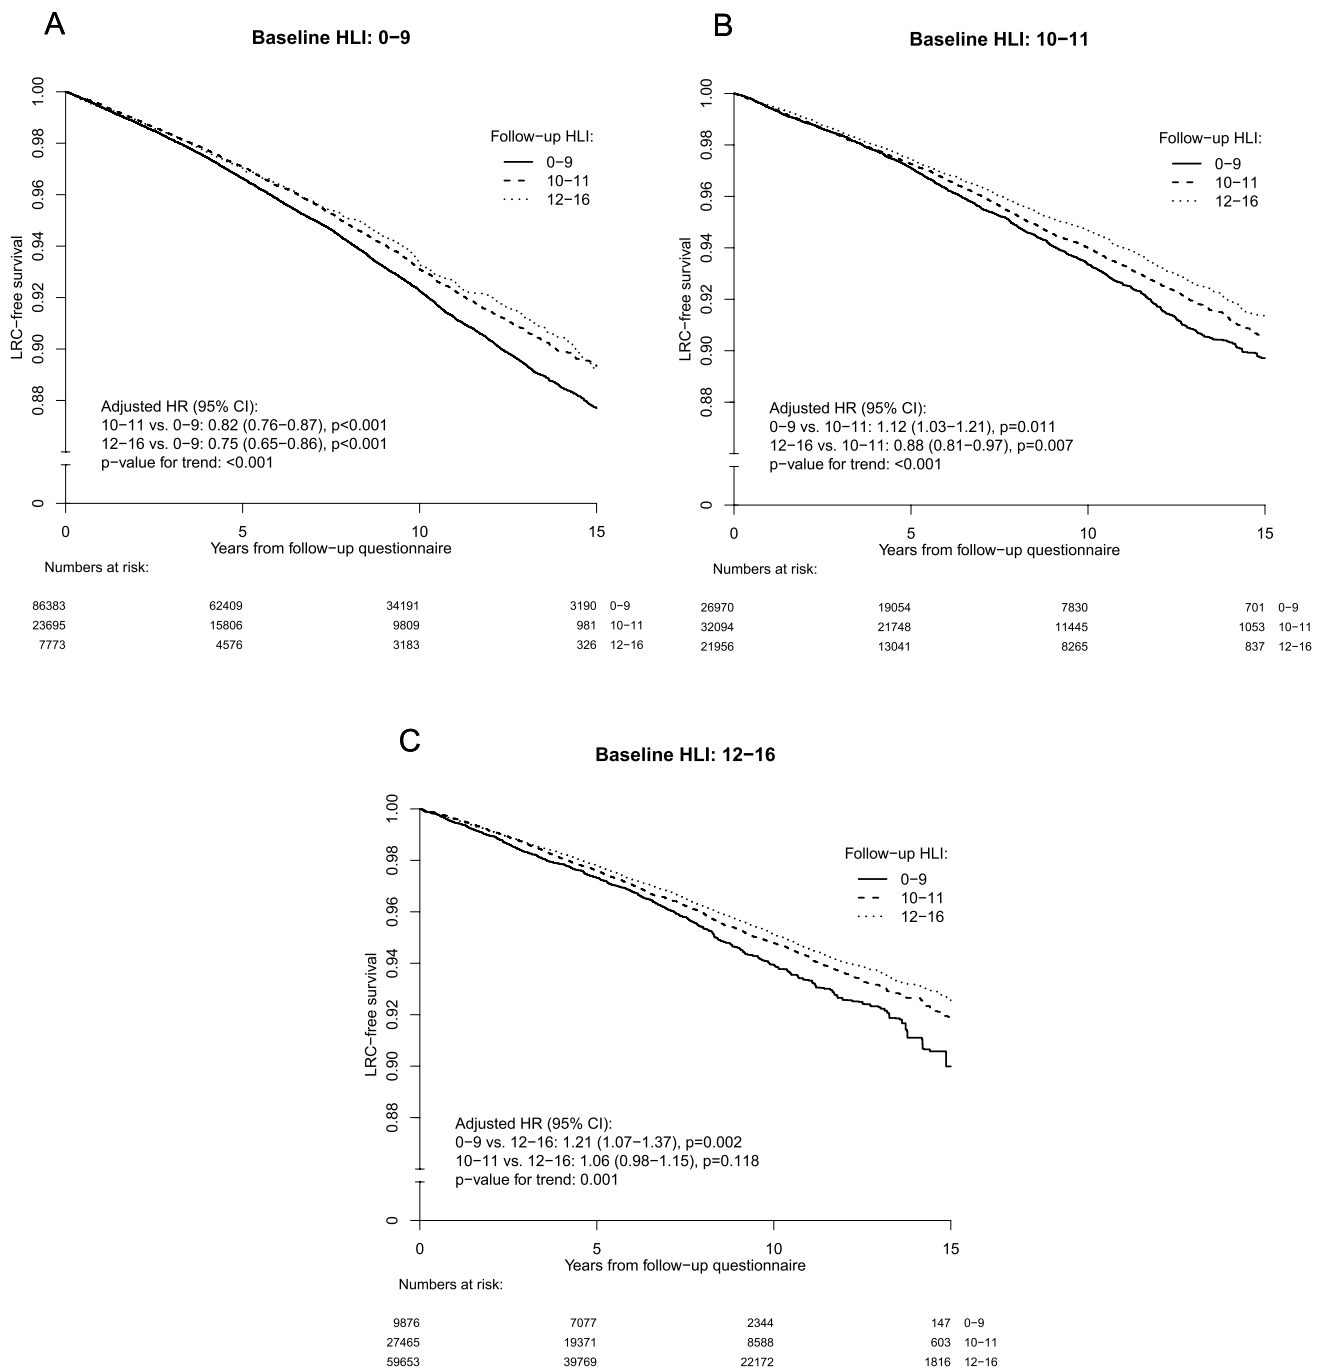 A
Baseline HLI: 0−9
1.00
0.98
0.96
0.94
0.92
0.90
0.88
0
LRC−free survival
Follow−up HLI:
0−9
10−11
12−16
Adjusted HR (95% CI):
10−11 vs. 0−9: 0.82 (0.76−0.87), p<0.001
12−16 vs. 0−9: 0.75 (0.65−0.86), p<0.001
p−value for trend: <0.001
0 5 10 15
Years from follow−up questionnaire
Numbers at risk:
86383 62409 34191 3190 0−9
23695 15806 9809 981 10−11
7773 4576 3183 326 12−16
B
Baseline HLI: 10−11
1.00
0.98
0.96
0.94
0.92
0.90
0.88
0
LRC−free survival
Follow−up HLI:
0−9
10−11
12−16
Adjusted HR (95% CI):
0−9 vs. 10−11: 1.12 (1.03−1.21), p=0.011
12−16 vs. 10−11: 0.88 (0.81−0.97), p=0.007
p−value for trend: <0.001
0 5 10 15
Years from follow−up questionnaire
Numbers at risk:
26970 19054 7830 701 0−9
32094 21748 11445 1053 10−11
21956 13041 8265 837 12−16
C
Baseline HLI: 12−16
1.00
0.98
0.96
0.94
0.92
0.90
0.88
0
LRC−free survival
Follow−up HLI:
0−9
10−11
12−16
Adjusted HR (95% CI):
0−9 vs. 12−16: 1.21 (1.07−1.37), p=0.002
10−11 vs. 12−16: 1.06 (0.98−1.15), p=0.118
p−value for trend: 0.001
0 5 10 15
Years from follow−up questionnaire
Numbers at risk:
9876 7077 2344 147 0−9
27465 19371 8588 603 10−11
59653 39769 22172 1816 12−16